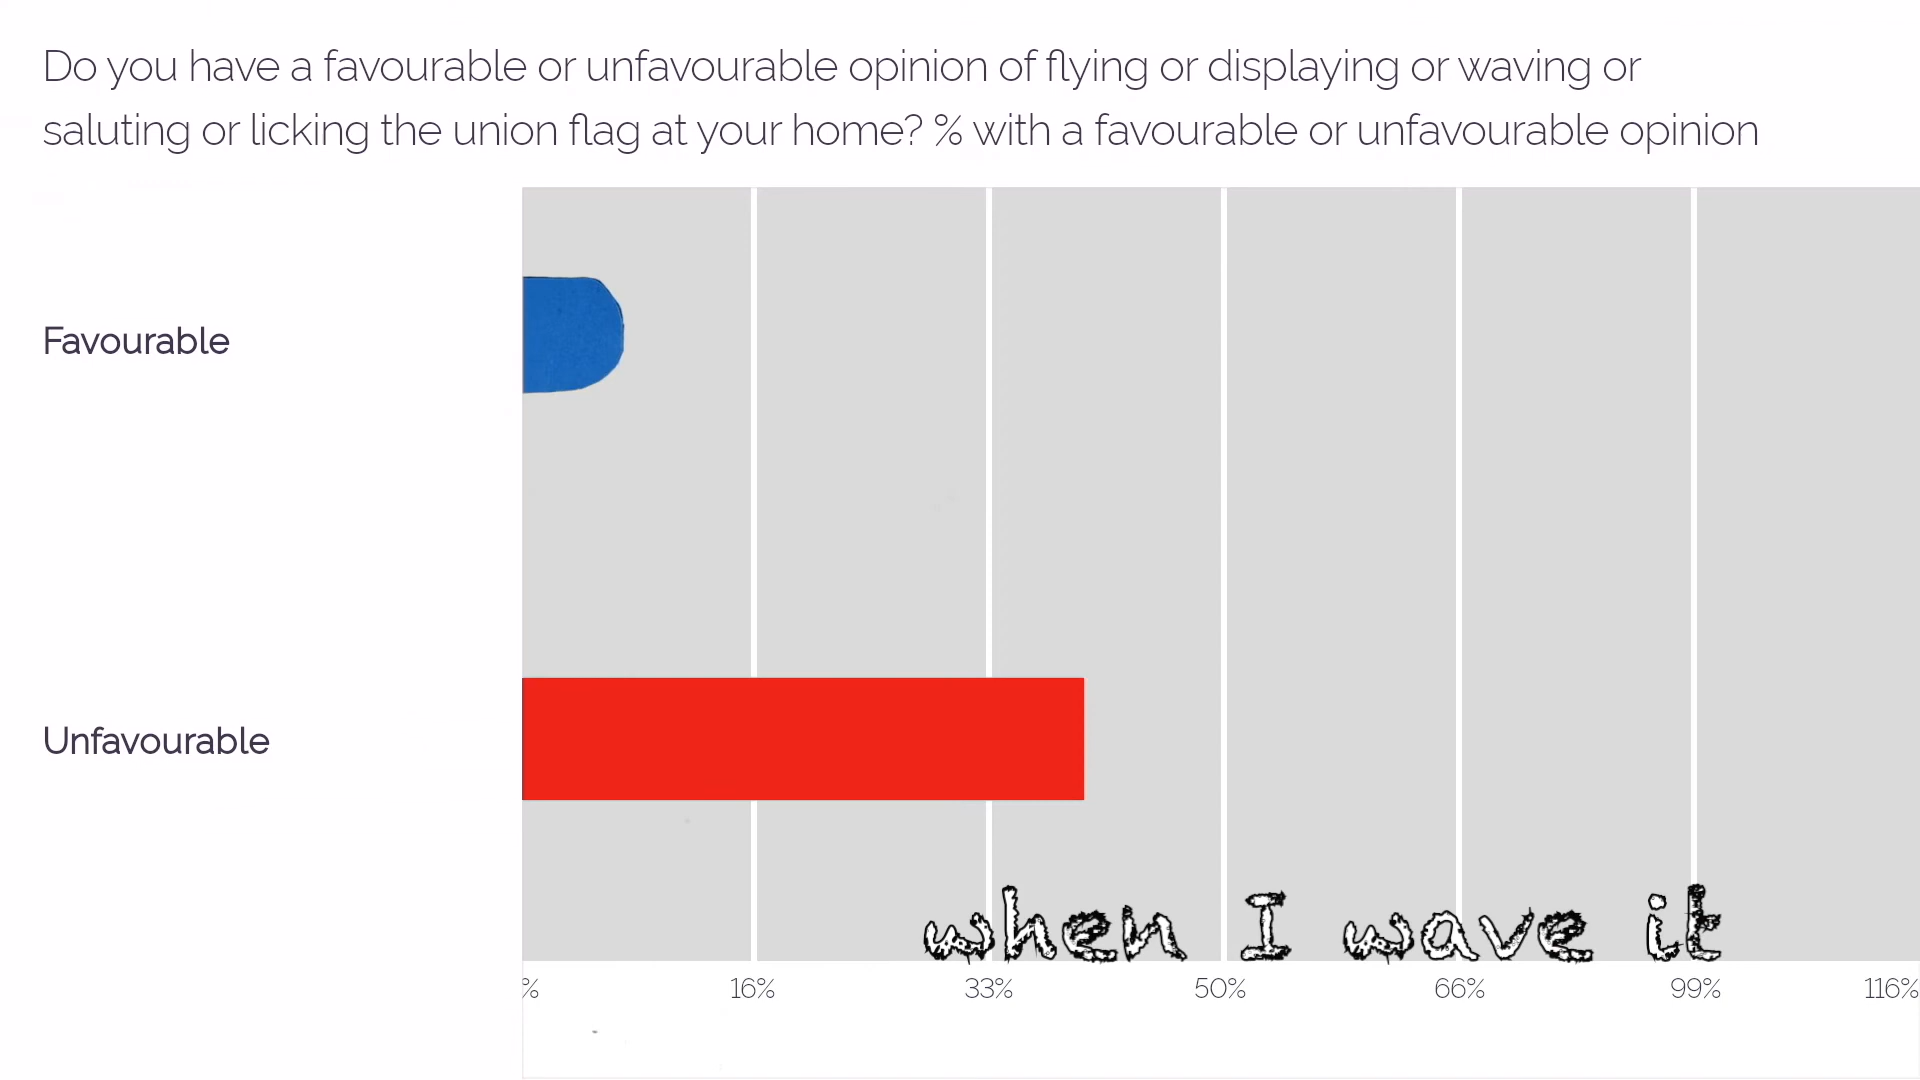 Do you have a favourable or unfavourable opinion of flying or displaying or waving or
saluting or licking the union flag at your home? % with a favourable or unfavourable opinion
Favourable
Unfavourable
when I wave it
% 16% 33% 50% 66% 99% 116%